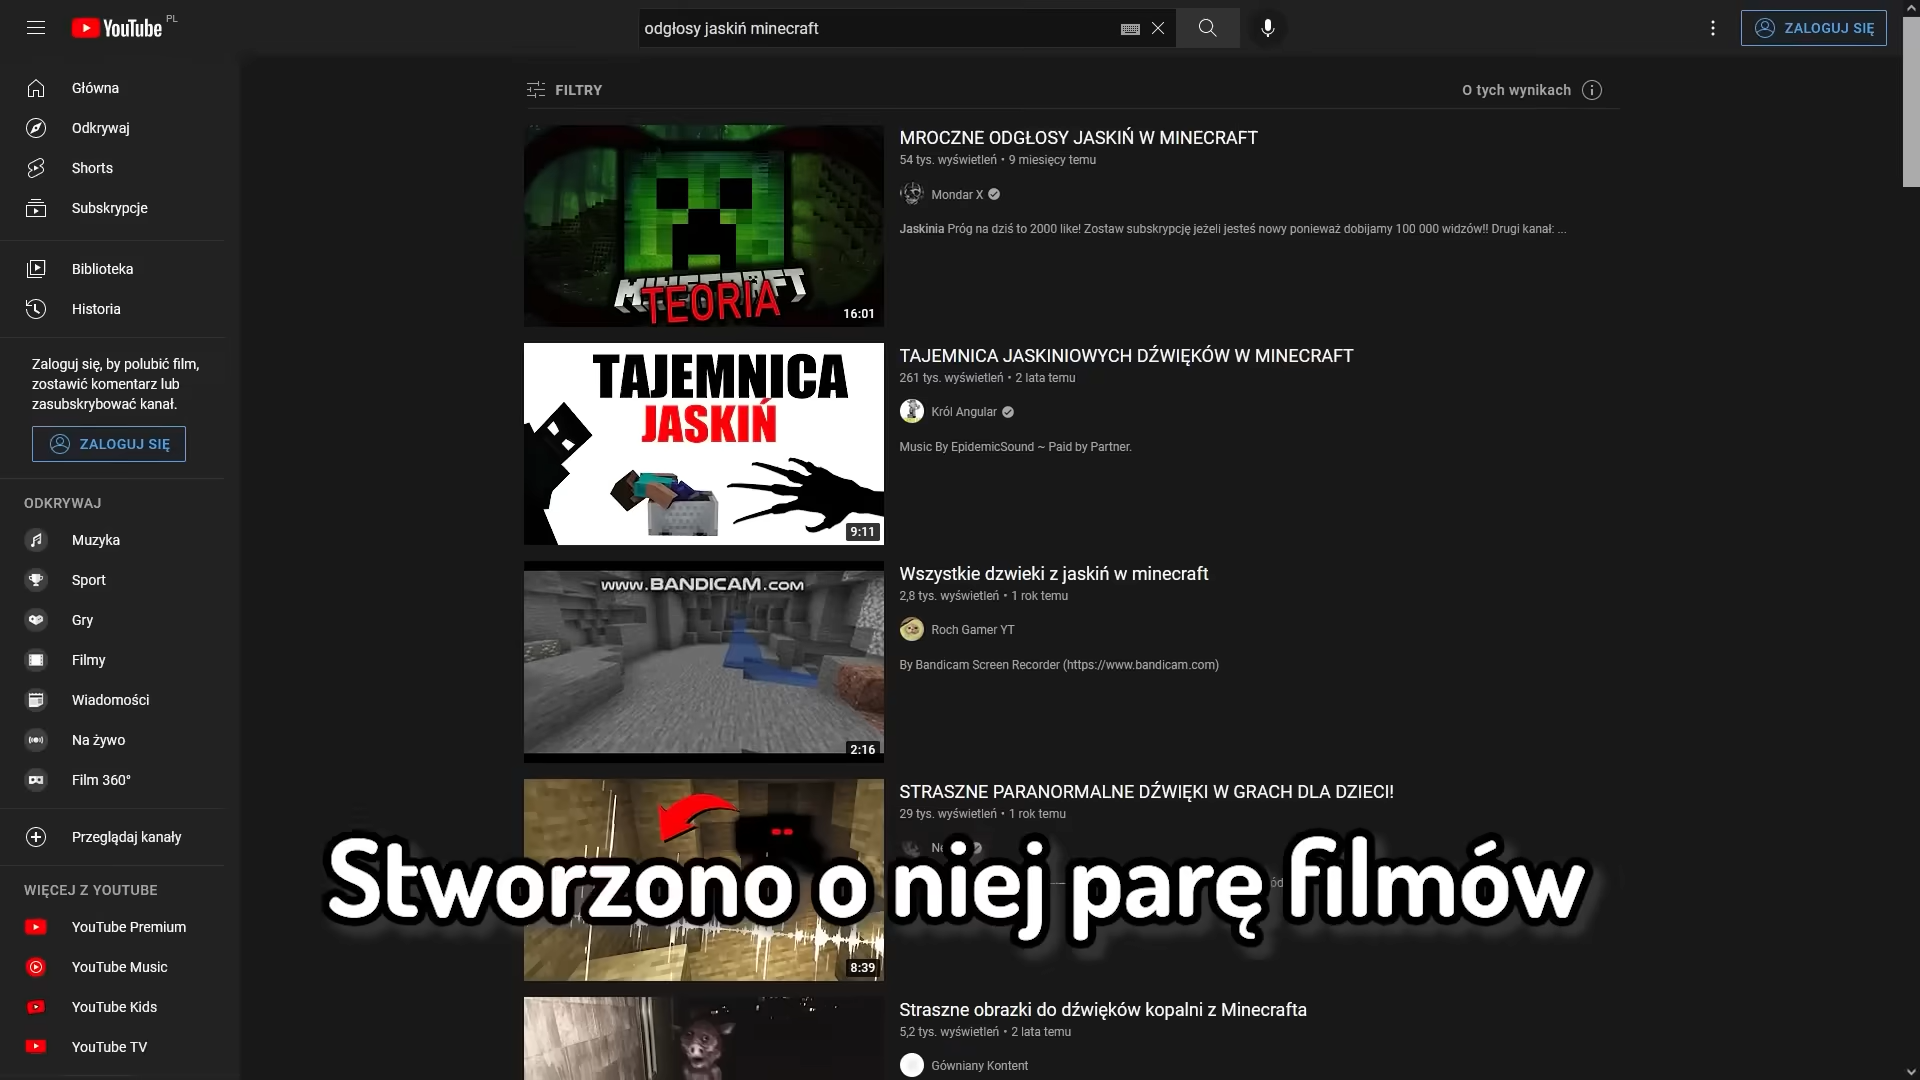 YouTube PL
odgłosy jaskiń minecraft
ZALOGUJ SIĘ
Główna
Odkrywaj
Shorts
Subskrypcje
Biblioteka
Historia
Zaloguj się, by polubić film,
zostawić komentarz lub
zasubskrybować kanał.
ZALOGUJ SIĘ
ODKRYWAJ
Muzyka
Sport
Gry
Filmy
Wiadomości
Na żywo
Film 360°
Przeglądaj kanały
WIĘCEJ Z YOUTUBE
YouTube Premium
YouTube Music
YouTube Kids
YouTube TV
FILTRY
O tych wynikach
MINECRAFT
TEORIA
16:01
MROCZNE ODGŁOSY JASKIŃ W MINECRAFT
54 tys. wyświetleń • 9 miesięcy temu
Mondar X
Jaskinia Próg na dziś to 2000 like! Zostaw subskrypcję jeżeli jesteś nowy ponieważ dobijamy 100 000 widzów!! Drugi kanał: ...
TAJEMNICA
JASKIŃ
9:11
TAJEMNICA JASKINIOWYCH DŹWIĘKÓW W MINECRAFT
261 tys. wyświetleń • 2 lata temu
Król Angular
Music By EpidemicSound ~ Paid by Partner.
www.BANDICAM.com
2:16
Wszystkie dzwieki z jaskiń w minecraft
2,8 tys. wyświetleń • 1 rok temu
Roch Gamer YT
By Bandicam Screen Recorder (https://www.bandicam.com)
8:39
STRASZNE PARANORMALNE DŹWIĘKI W GRACH DLA DZIECI!
29 tys. wyświetleń • 1 rok temu
Stworzono o niej parę filmów
Straszne obrazki do dźwięków kopalni z Minecrafta
5,2 tys. wyświetleń • 2 lata temu
Gówniany Kontent